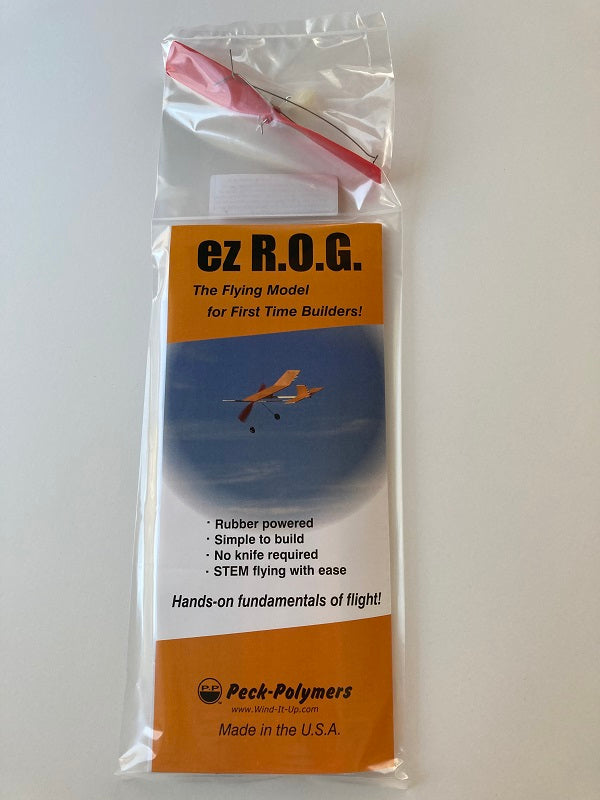 ez R.O.G.
The Flying Model
for First Time Builders!
· Rubber powered
· Simple to build
· No knife required
· STEM flying with ease
Hands-on fundamentals of flight!
P.P
Peck-Polymers
www.Wind-It-Up.com
Made in the U.S.A.